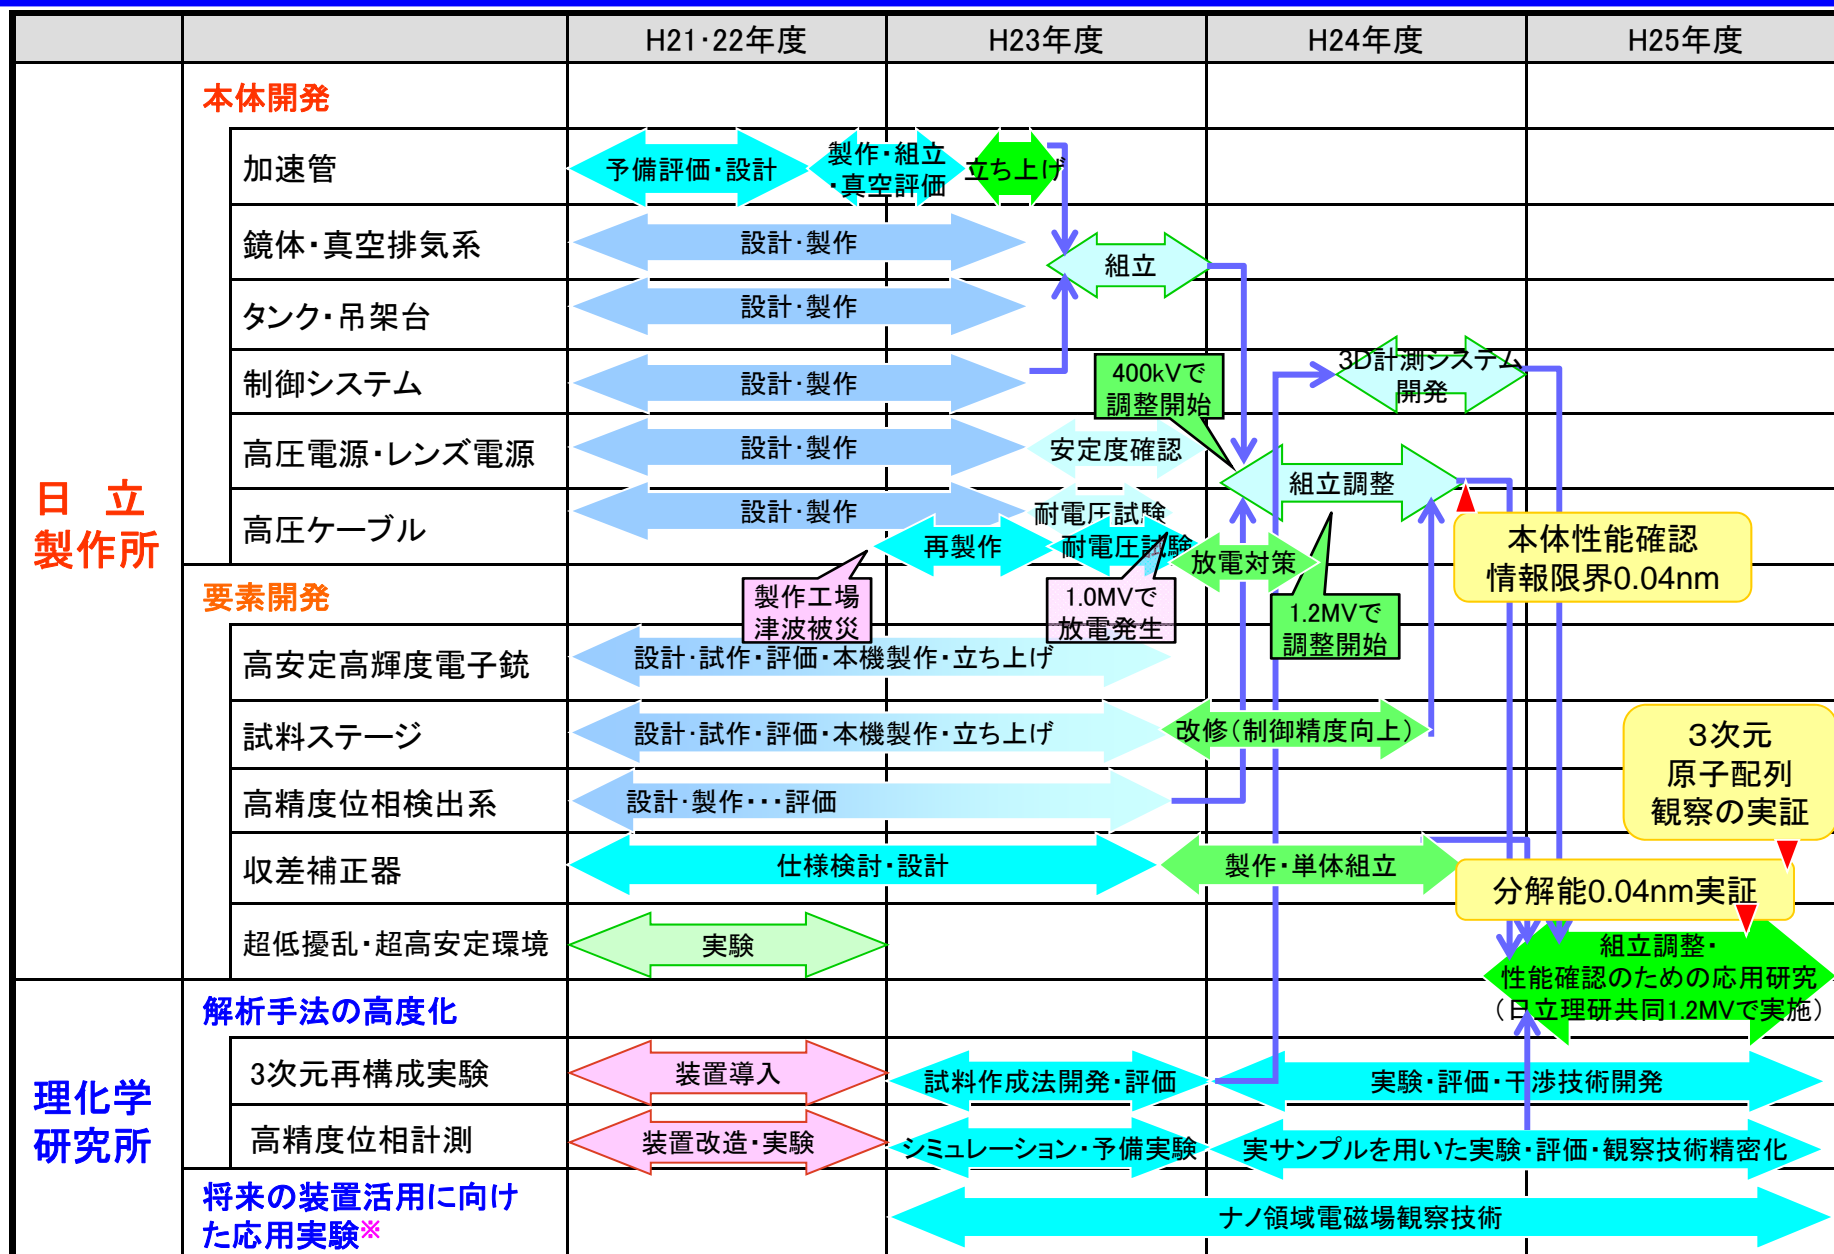 H21・22年度
H23年度
H24年度
H25年度
日 立
製作所
本体開発
加速管
予備評価・設計
製作・組立
・真空評価
立ち上げ
鏡体・真空排気系
設計・製作
組立
タンク・吊架台
設計・製作
制御システム
設計・製作
400kVで
調整開始
3D計測システム
開発
高圧電源・レンズ電源
設計・製作
安定度確認
組立調整
高圧ケーブル
設計・製作
耐電圧試験
再製作
耐電圧試験
放電対策
本体性能確認
情報限界0.04nm
要素開発
製作工場
津波被災
1.0MVで
放電発生
1.2MVで
調整開始
高安定高輝度電子銃
設計・試作・評価・本機製作・立ち上げ
試料ステージ
設計・試作・評価・本機製作・立ち上げ
改修（制御精度向上）
3次元
原子配列
観察の実証
高精度位相検出系
設計・製作・・・評価
収差補正器
仕様検討・設計
製作・単体組立
分解能0.04nm実証
超低擾乱・超高安定環境
実験
組立調整・
性能確認のための応用研究
（日立理研共同1.2MVで実施）
理化学
研究所
解析手法の高度化
3次元再構成実験
装置導入
試料作成法開発・評価
実験・評価・干渉技術開発
高精度位相計測
装置改造・実験
シミュレーション・予備実験
実サンプルを用いた実験・評価・観察技術精密化
将来の装置活用に向け
た応用実験※
ナノ領域電磁場観察技術